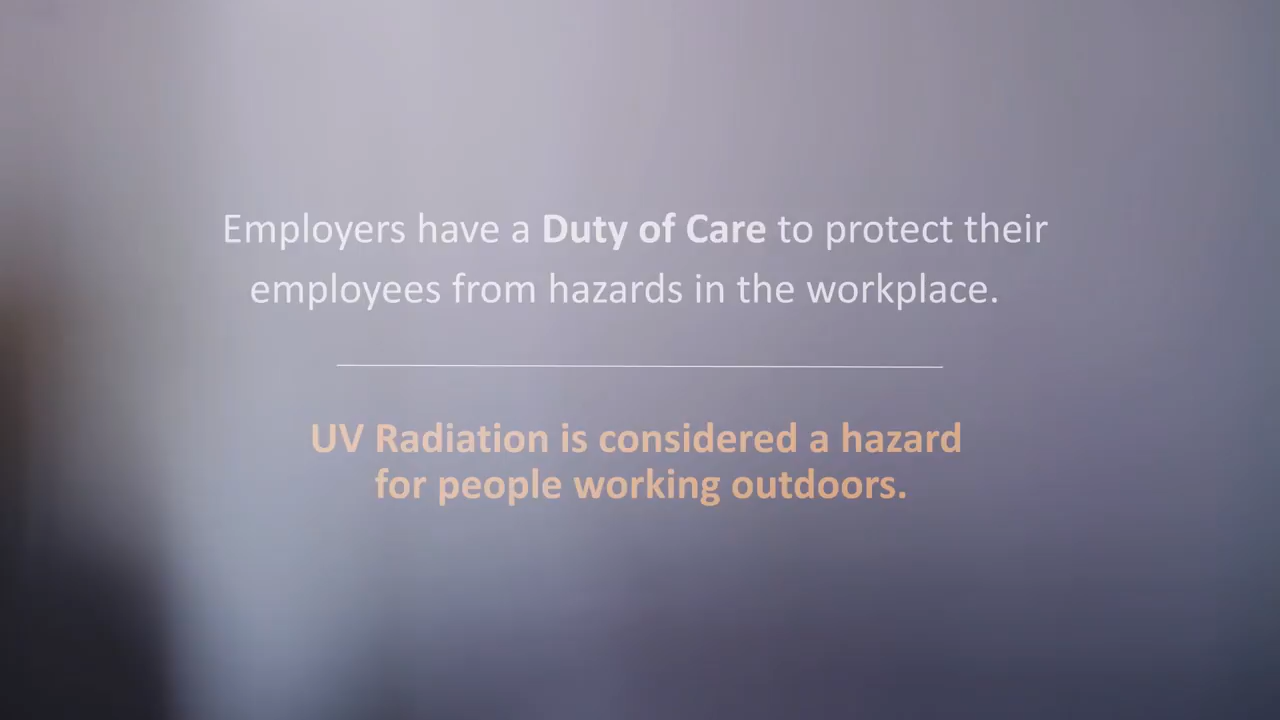 Employers have a Duty of Care to protect their
employees from hazards in the workplace.
UV Radiation is considered a hazard
for people working outdoors.